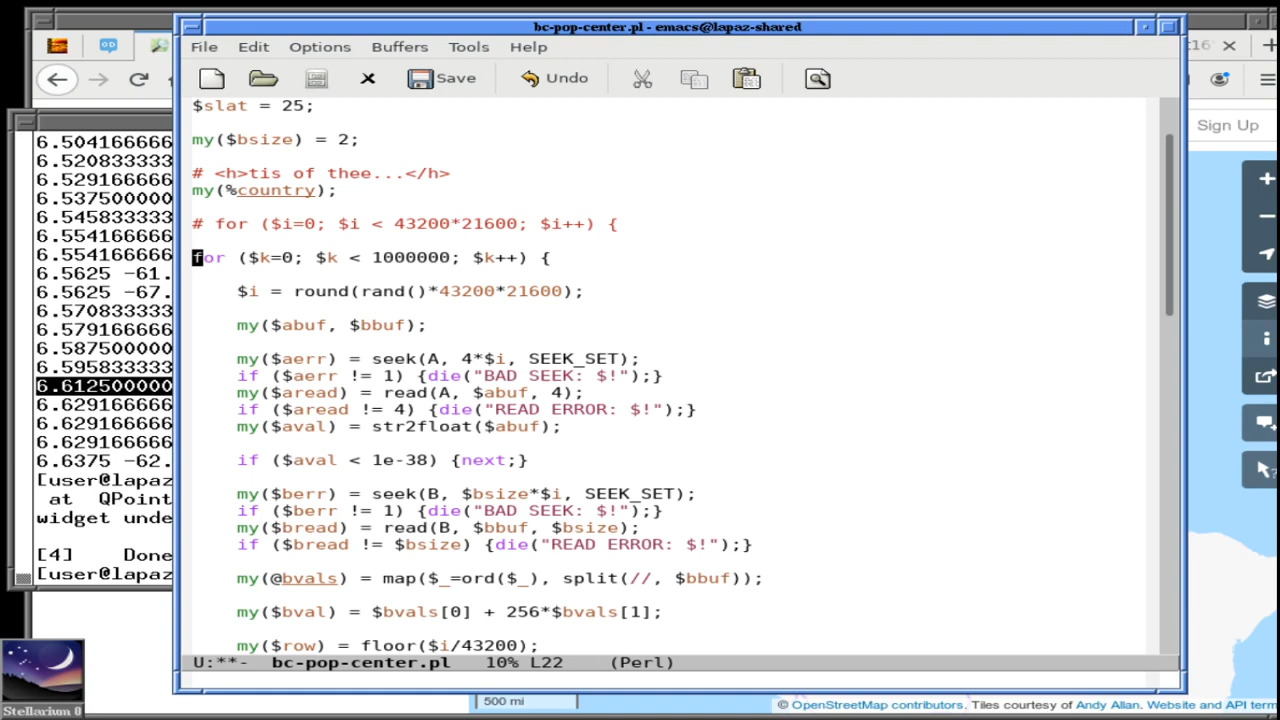 bc-pop-center.pl - emacs@lapaz-shared
File Edit Options Buffers Tools Help
Save Undo
Sign Up
$slat = 25;
my($bsize) = 2;
# <h>tis of thee...</h>
my(%country);
# for ($i=0; $i < 43200*21600; $i++) {
for ($k=0; $k < 1000000; $k++) {
$i = round(rand()*43200*21600);
my($abuf, $bbuf);
my($aerr) = seek(A, 4*$i, SEEK_SET);
if ($aerr != 1) {die("BAD SEEK: $!");}
my($aread) = read(A, $abuf, 4);
if ($aread != 4) {die("READ ERROR: $!");}
my($aval) = str2float($abuf);
if ($aval < 1e-38) {next;}
my($berr) = seek(B, $bsize*$i, SEEK_SET);
if ($berr != 1) {die("BAD SEEK: $!");}
my($bread) = read(B, $bbuf, $bsize);
if ($bread != $bsize) {die("READ ERROR: $!");}
my(@bvals) = map($_=ord($_), split(//, $bbuf));
my($bval) = $bvals[0] + 256*$bvals[1];
my($row) = floor($i/43200);
U:**- bc-pop-center.pl 10% L22 (Perl)
6.504166666
6.520833333
6.529166666
6.537500000
6.545833333
6.554166666
6.554166666
6.5625 -61.
6.5625 -67.
6.570833333
6.579166666
6.587500000
6.595833333
6.612500000
6.629166666
6.629166666
6.629166666
6.6375 -62.
[user@lapaz
at QPoint
widget unde
[4] Done
[user@lapaz
Stellarium 0
500 mi
© OpenStreetMap contributors. Tiles courtesy of Andy Allan. Website and API term